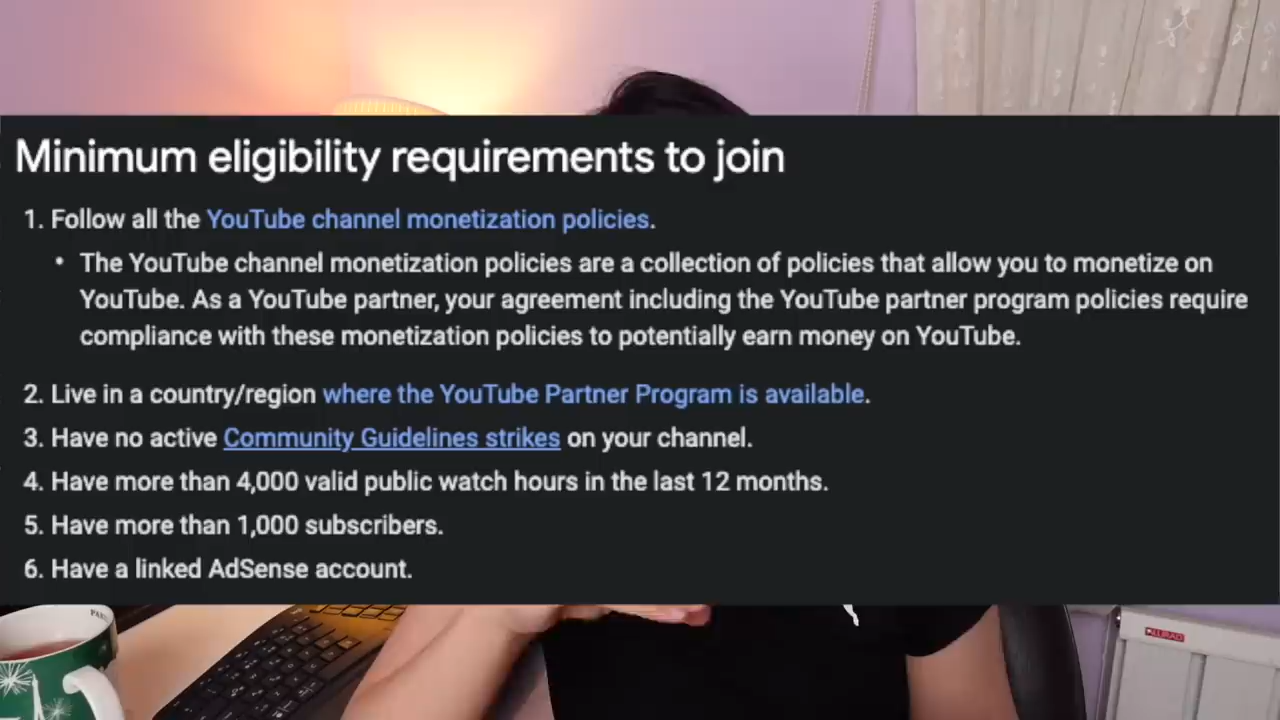 Minimum eligibility requirements to join
1. Follow all the YouTube channel monetization policies.
• The YouTube channel monetization policies are a collection of policies that allow you to monetize on
YouTube. As a YouTube partner, your agreement including the YouTube partner program policies require
compliance with these monetization policies to potentially earn money on YouTube.
2. Live in a country/region where the YouTube Partner Program is available.
3. Have no active Community Guidelines strikes on your channel.
4. Have more than 4,000 valid public watch hours in the last 12 months.
5. Have more than 1,000 subscribers.
6. Have a linked AdSense account.